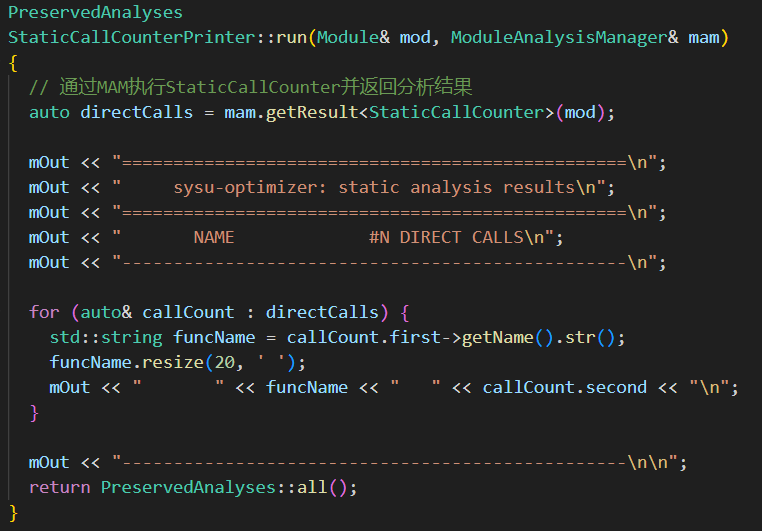 PreservedAnalyses
StaticCallCounterPrinter::run(Module& mod, ModuleAnalysisManager& mam)
{
  // 通过MAM执行StaticCallCounter并返回分析结果
  auto directCalls = mam.getResult<StaticCallCounter>(mod);

  mOut << "=================================================\n";
  mOut << "     sysu-optimizer: static analysis results\n";
  mOut << "=================================================\n";
  mOut << "       NAME             #N DIRECT CALLS\n";
  mOut << "-------------------------------------------------\n";

  for (auto& callCount : directCalls) {
    std::string funcName = callCount.first->getName().str();
    funcName.resize(20, ' ');
    mOut << "       " << funcName << "   " << callCount.second << "\n";
  }

  mOut << "-------------------------------------------------\n\n";
  return PreservedAnalyses::all();
}